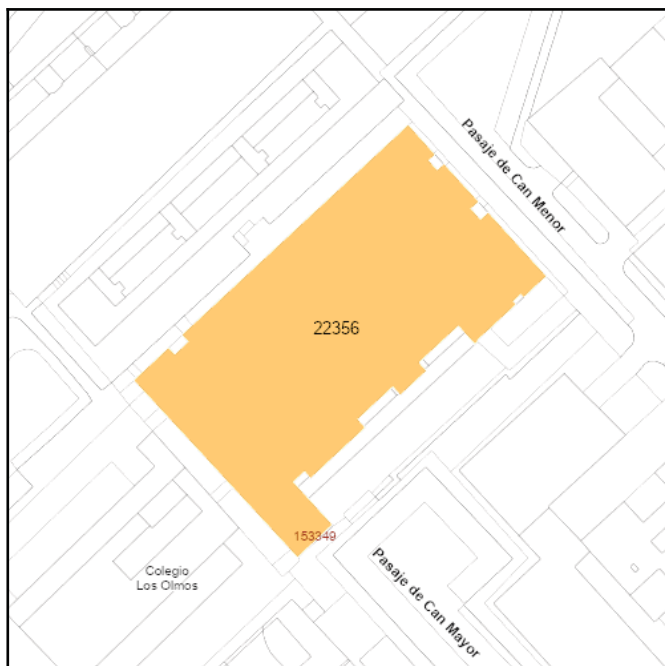 Pasaje de Can Menor
22356
153349
Colegio
Los Olmos
Pasaje de Can Mayor